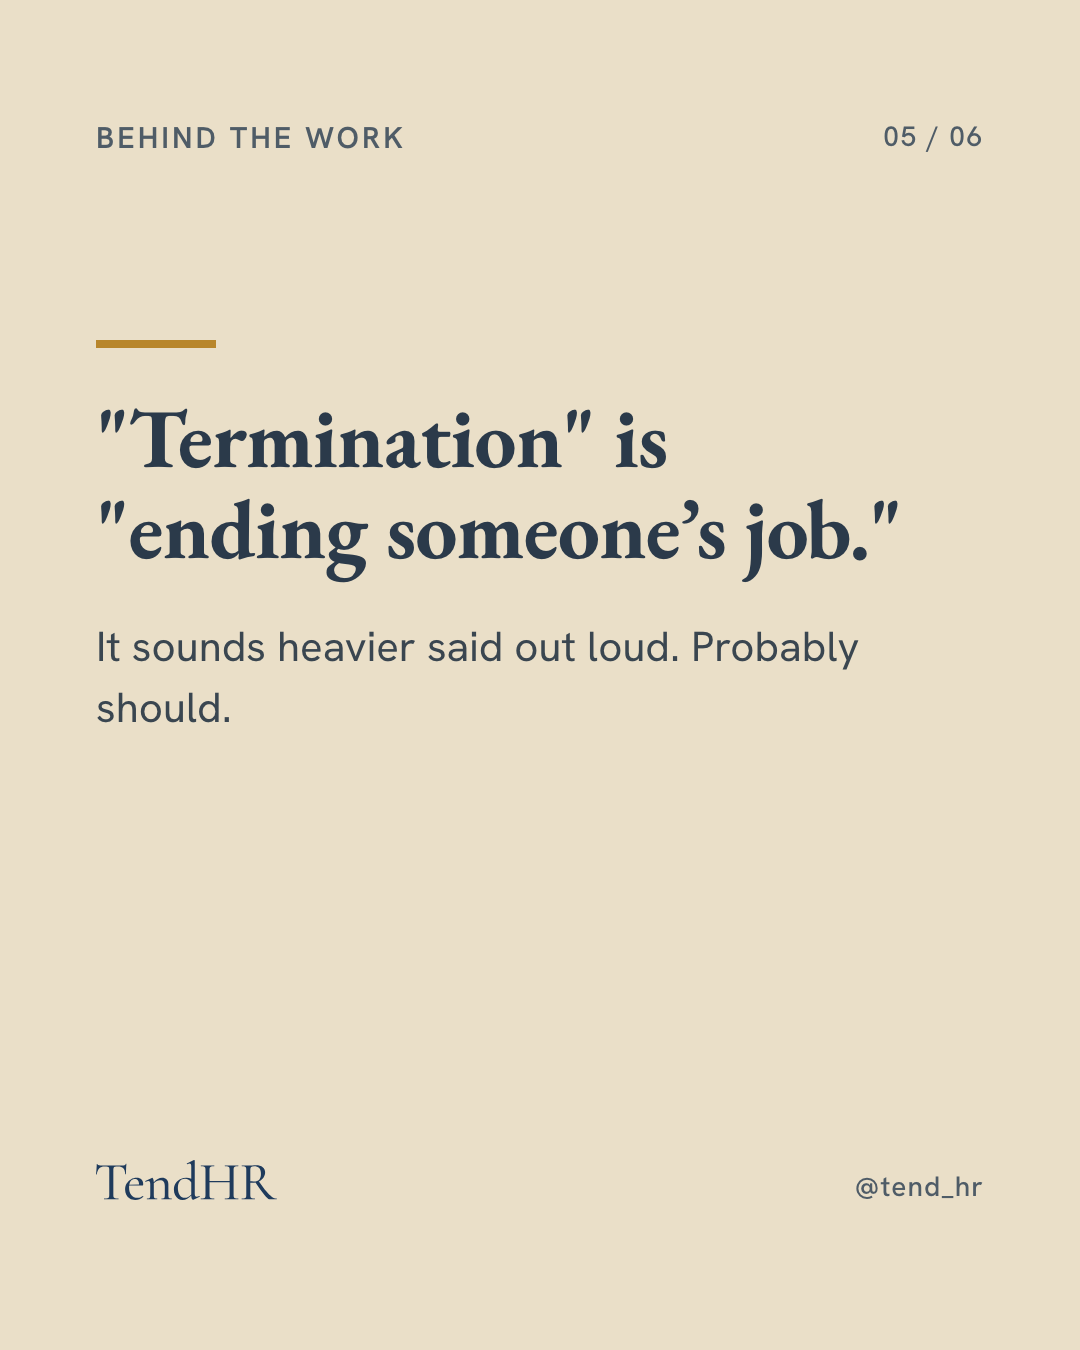 BEHIND THE WORK
05 / 06
"Termination" is
"ending someone’s job."
It sounds heavier said out loud. Probably
should.
TendHR
@tend_hr